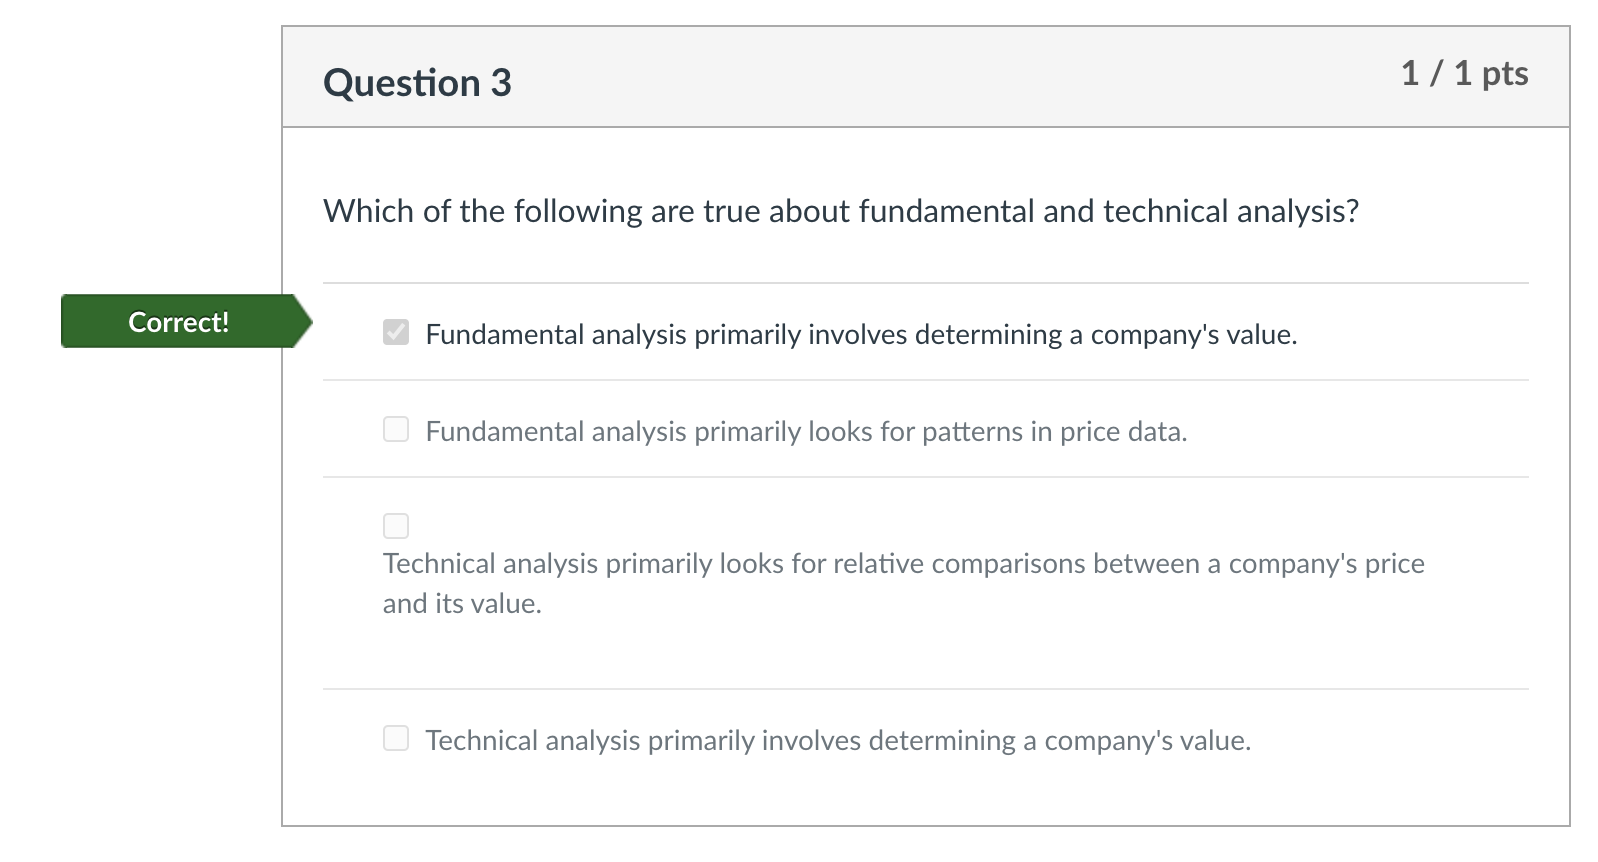 Question 3
1 / 1 pts
Which of the following are true about fundamental and technical analysis?
Correct!
Fundamental analysis primarily involves determining a company's value.
Fundamental analysis primarily looks for patterns in price data.
Technical analysis primarily looks for relative comparisons between a company's price
and its value.
Technical analysis primarily involves determining a company's value.